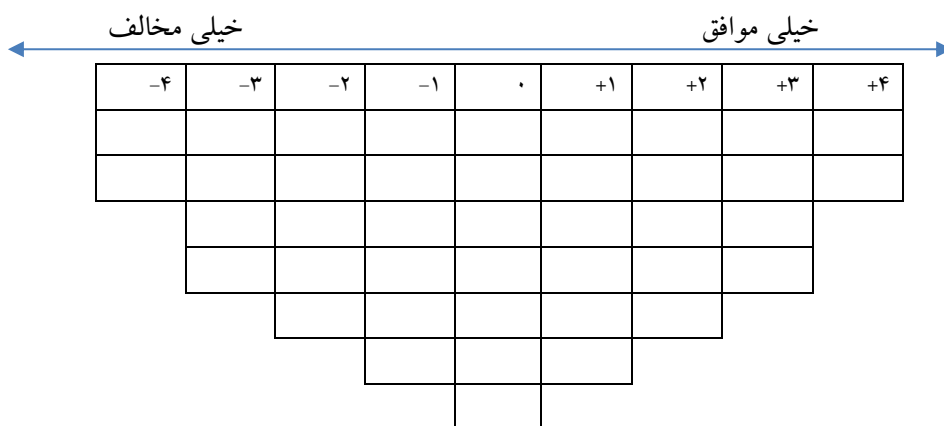 خیلی موافق خیلی مخالف
-۴ -۳ -۲ -۱ ۰ +۱ +۲ +۳ +۴